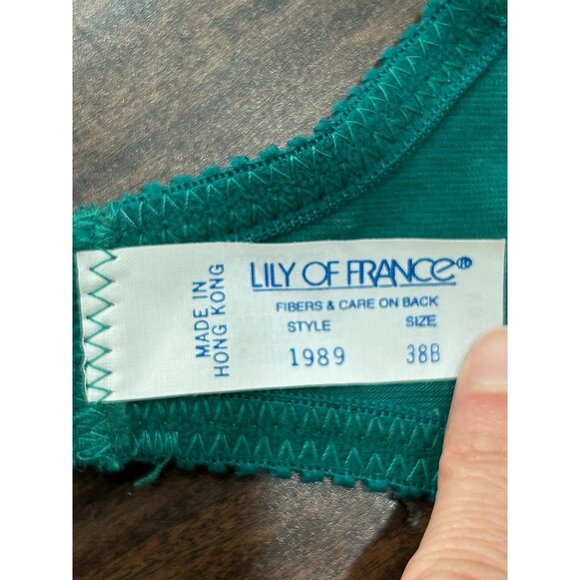 MADE IN
HONG KONG
LILY OF FRANCE®
FIBERS & CARE ON BACK
STYLE SIZE
1989 38B